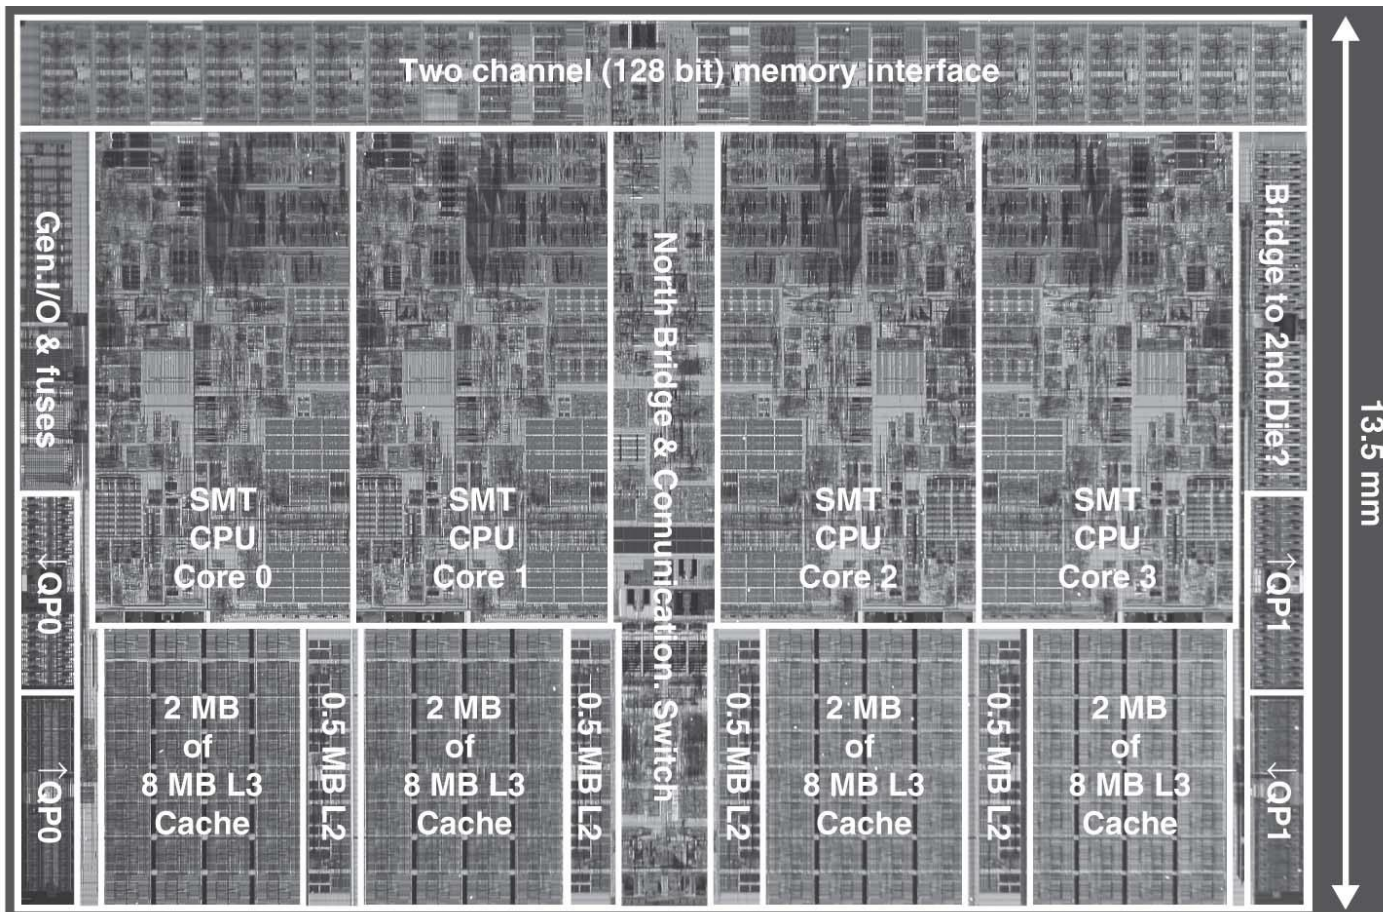 Two channel (128 bit) memory interface
Gen.I/O & fuses
SMT
CPU
Core 0
SMT
CPU
Core 1
North Bridge & Comunication. Switch
SMT
CPU
Core 2
SMT
CPU
Core 3
Bridge to 2nd Die?
13.5 mm
↓QP0
↑QP1
↑QP0
2 MB
of
8 MB L3
Cache
0.5 MB L2
2 MB
of
8 MB L3
Cache
0.5 MB L2
0.5 MB L2
2 MB
of
8 MB L3
Cache
0.5 MB L2
2 MB
of
8 MB L3
Cache
↓QP1